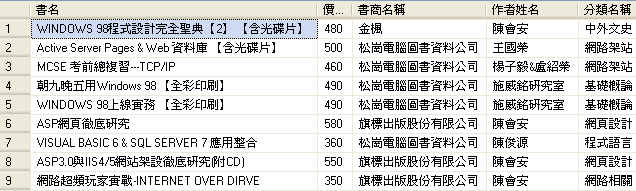 書名 價... 書商名稱 作者姓名 分類名稱
1 WINDOWS 98程式設計完全聖典【2】【含光碟片】 480 金楓 陳會安 中外文史
2 Active Server Pages & Web 資料庫 【含光碟片】 500 松崗電腦圖書資料公司 王國榮 網路架站
3 MCSE 考前總複習---TCP/IP 460 松崗電腦圖書資料公司 楊子毅&盧紹榮 網路架站
4 朝九晚五用Windows 98【全彩印刷】 490 松崗電腦圖書資料公司 施威銘研究室 基礎概論
5 WINDOWS 98上線實務 【全彩印刷】 490 松崗電腦圖書資料公司 施威銘研究室 基礎概論
6 ASP網頁徹底研究 580 旗標出版股份有限公司 陳會安 網頁設計
7 VISUAL BASIC 6 & SQL SERVER 7 應用整合 360 旗標出版股份有限公司 陳俊源 程式語言
8 ASP3.0與IIS4/5網站架設徹底研究(附CD) 550 旗標出版股份有限公司 陳會安 網頁設計
9 網路超頻玩家實戰-INTERNET OVER DIRVE 350 旗標出版股份有限公司 陳會安 網路相關